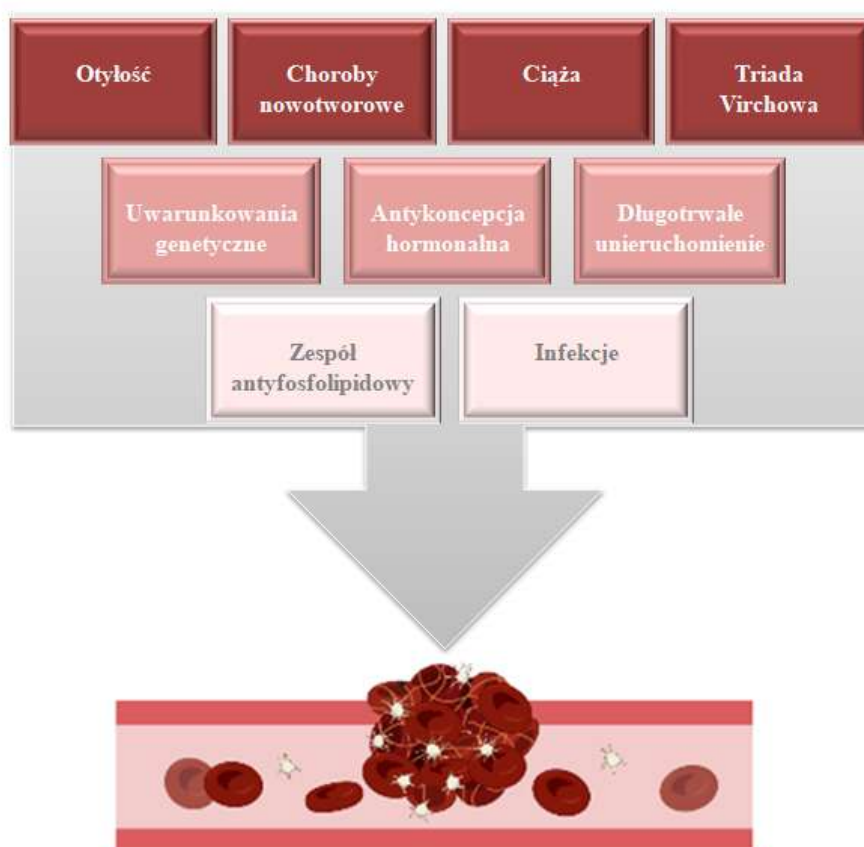 Otyłość
Choroby
nowotworowe
Ciąża
Triada
Virchowa
Uwarunkowania
genetyczne
Antykoncepcja
hormonalna
Długotrwałe
unieruchomienie
Zespół
antyfosfolipidowy
Infekcje